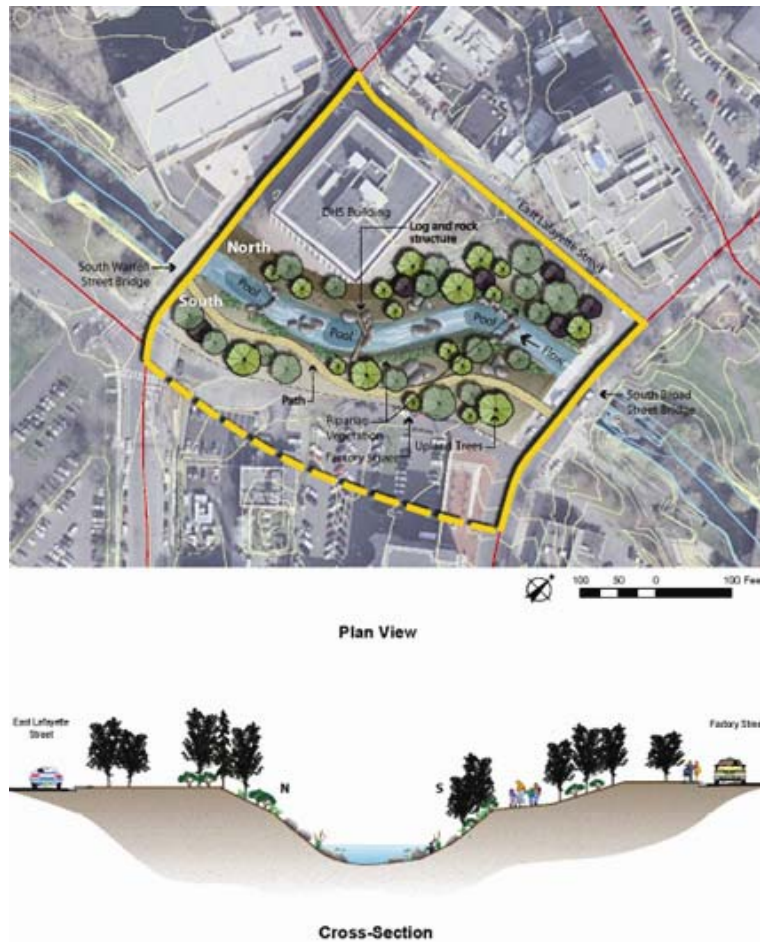 East Lafayette Street
DHS Building
Log and rock
structure
North
South Warren
Street Bridge
South
Pool
Pool
Pool
Flow
Path
South Broad
Street Bridge
Riparian
Vegetation
Upland Trees
Factory Street
100 50 0 100 Feet
Plan View
East Lafayette
Street
Factory Street
N
S
Cross-Section